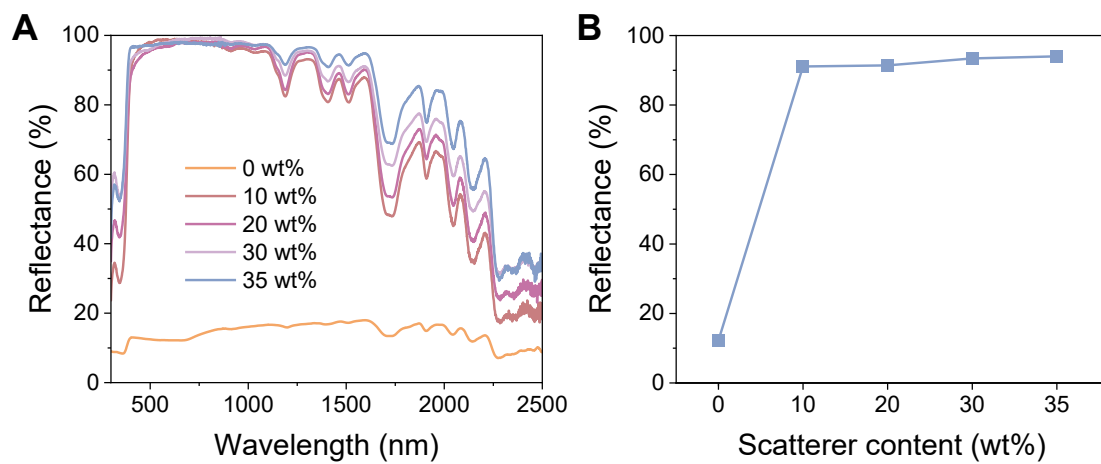 A
Reflectance (%)
100
80
60
40
20
0
0 wt%
10 wt%
20 wt%
30 wt%
35 wt%
500
1000
1500
2000
2500
Wavelength (nm)
B
Reflectance (%)
100
80
60
40
20
0
0
10
20
30
35
Scatterer content (wt%)